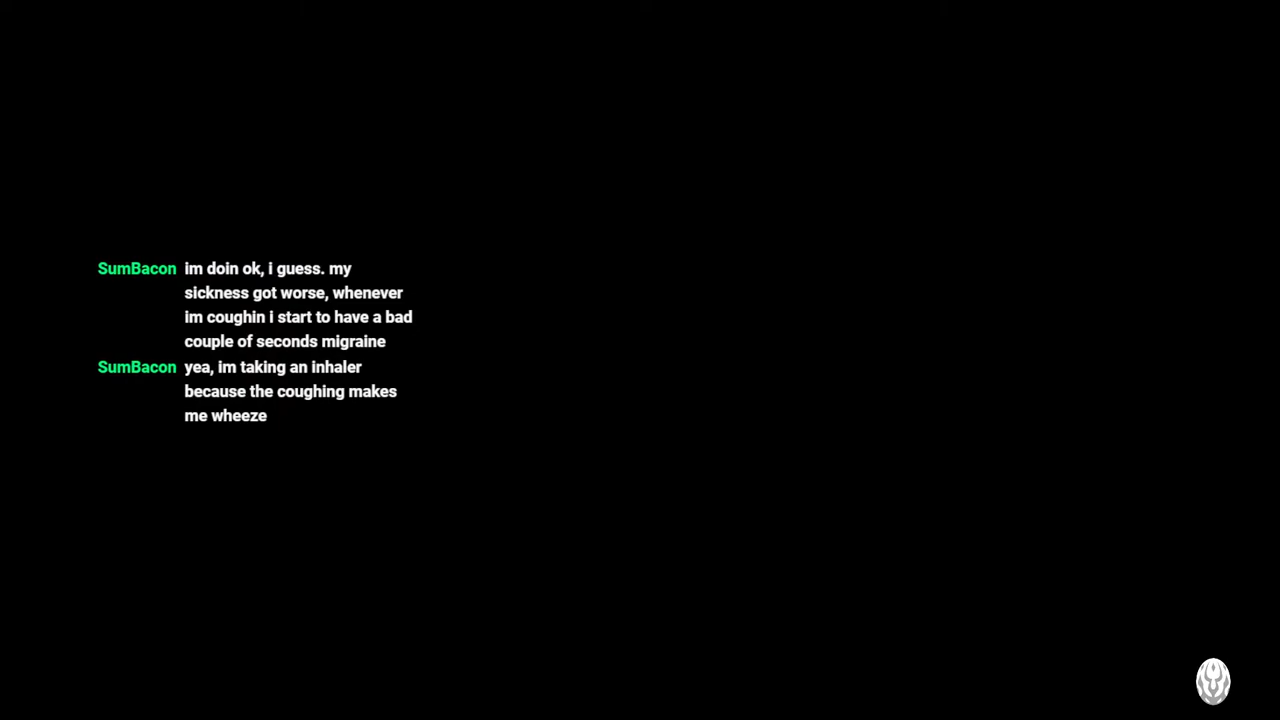 SumBacon im doin ok, i guess. my
sickness got worse, whenever
im coughin i start to have a bad
couple of seconds migraine
SumBacon yea, im taking an inhaler
because the coughing makes
me wheeze